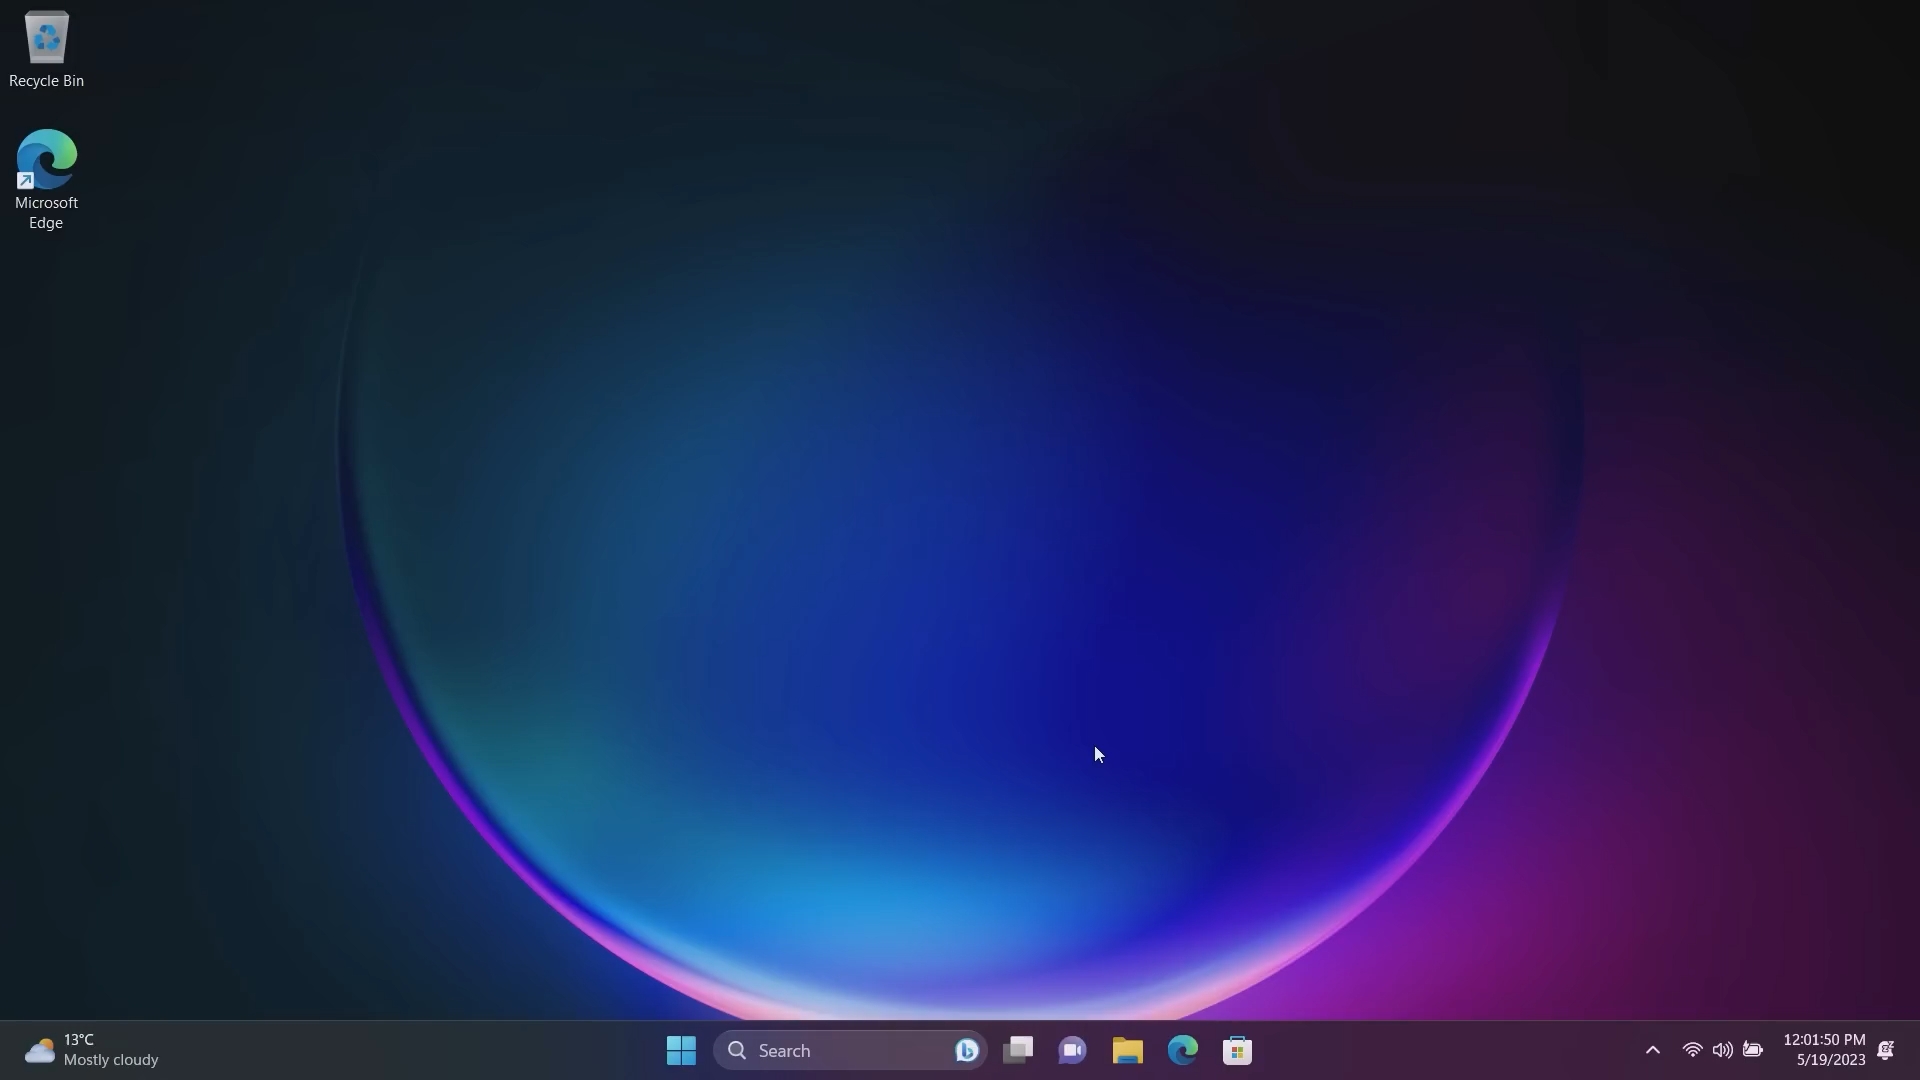 Recycle Bin
Microsoft
Edge
13°C
Mostly cloudy
Search
12:01:50 PM
5/19/2023